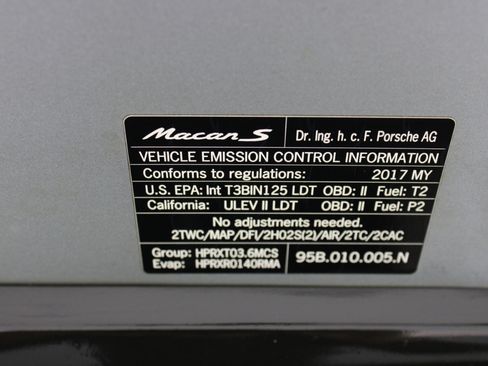 Macan S Dr. Ing. h. c. F. Porsche AG
VEHICLE EMISSION CONTROL INFORMATION
Conforms to regulations: 2017 MY
U.S. EPA: Int T3BIN125 LDT OBD: II Fuel: T2
California: ULEV II LDT OBD: II Fuel: P2
No adjustments needed.
2TWC/MAP/DFI/2HO2S(2)/AIR/2TC/2CAC
Group: HPRXT03.6MCS
Evap: HPRXR0140RMA
95B.010.005.N